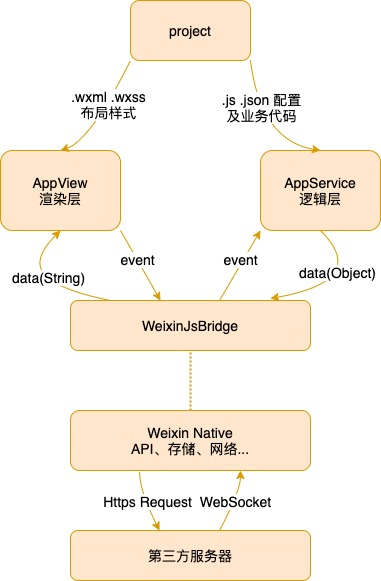 project
.wxml .wxss
布局样式
.js .json 配置
及业务代码
AppView
渲染层
AppService
逻辑层
event
event
data(String)
data(Object)
WeixinJsBridge
Weixin Native
API、存储、网络...
Https Request
WebSocket
第三方服务器